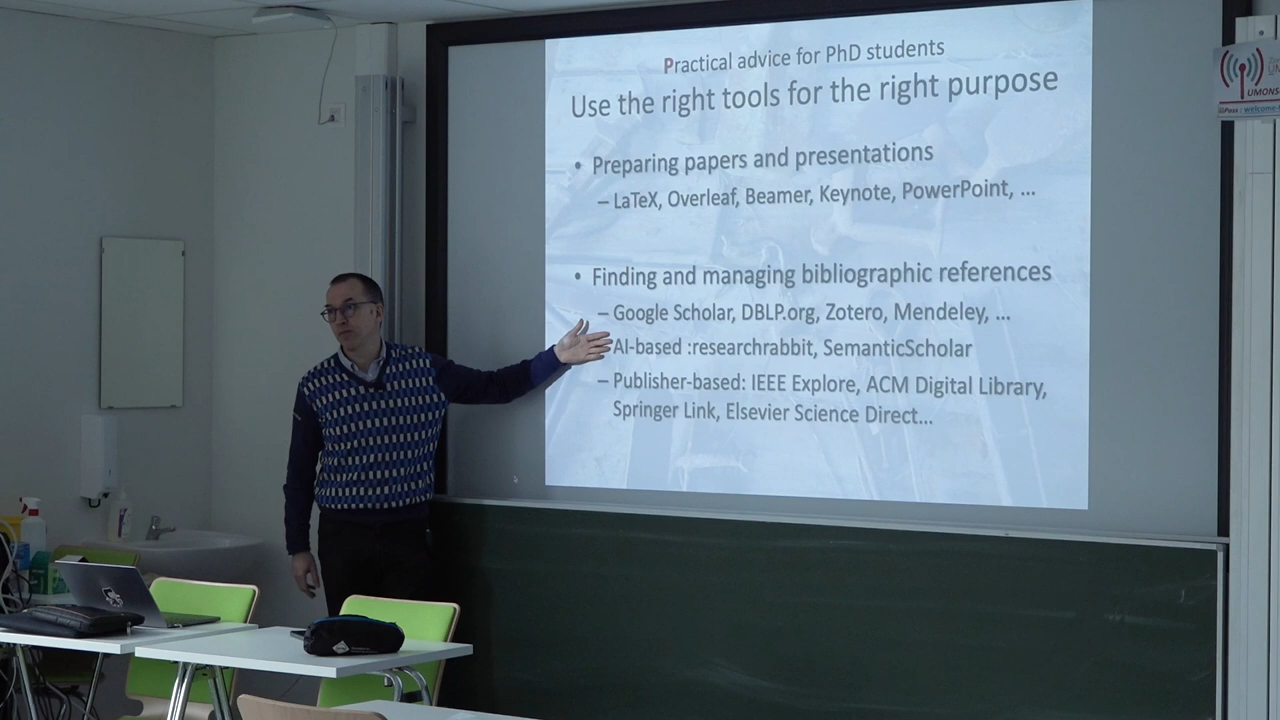 Practical advice for PhD students
Use the right tools for the right purpose
• Preparing papers and presentations
– LaTeX, Overleaf, Beamer, Keynote, PowerPoint, ...
• Finding and managing bibliographic references
– Google Scholar, DBLP.org, Zotero, Mendeley, ...
AI-based :researchrabbit, SemanticScholar
– Publisher-based: IEEE Explore, ACM Digital Library,
Springer Link, Elsevier Science Direct...
UMONS